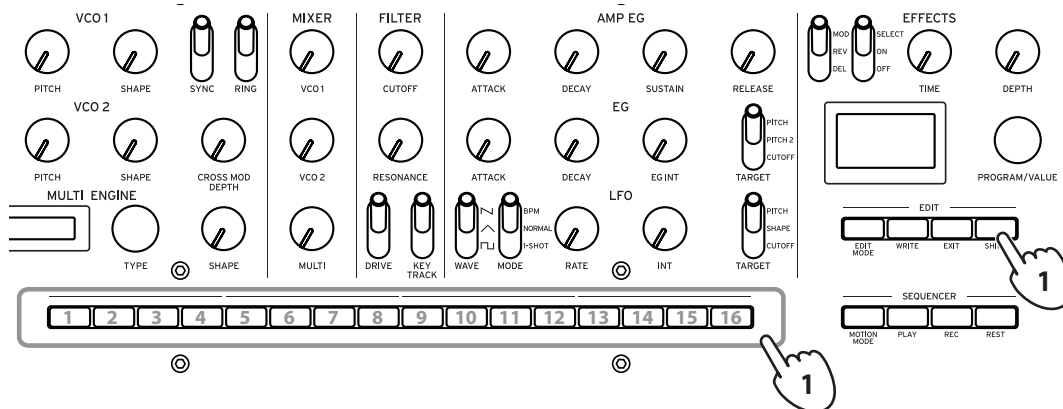 VCO 1 MIXER FILTER AMP EG EFFECTS
MOD SELECT
REV ON
DEL OFF
PITCH SHAPE SYNC RING VCO 1 CUTOFF ATTACK DECAY SUSTAIN RELEASE TIME DEPTH
VCO 2 EG
PITCH
PITCH 2
CUTOFF
PITCH SHAPE CROSS MOD DEPTH VCO 2 RESONANCE ATTACK DECAY EG INT TARGET PROGRAM/VALUE
MULTI ENGINE LFO EDIT
BPM PITCH
NORMAL SHAPE
1-SHOT CUTOFF
EDIT MODE WRITE EXIT
TYPE SHAPE MULTI DRIVE KEY TRACK WAVE MODE RATE INT TARGET
1
SEQUENCER
1 2 3 4 5 6 7 8 9 10 11 12 13 14 15 16
MOTION MODE PLAY REC REST
1